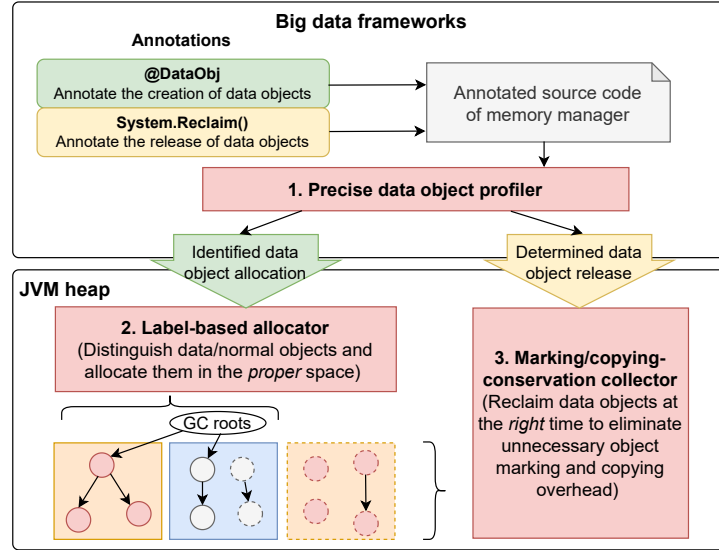 Big data frameworks
Annotations
@DataObj
Annotate the creation of data objects
System.Reclaim()
Annotate the release of data objects
Annotated source code
of memory manager
1. Precise data object profiler
Identified data
object allocation
Determined data
object release
JVM heap
2. Label-based allocator
(Distinguish data/normal objects and
allocate them in the proper space)
GC roots
3. Marking/copying-
conservation collector
(Reclaim data objects at
the right time to eliminate
unnecessary object
marking and copying
overhead)